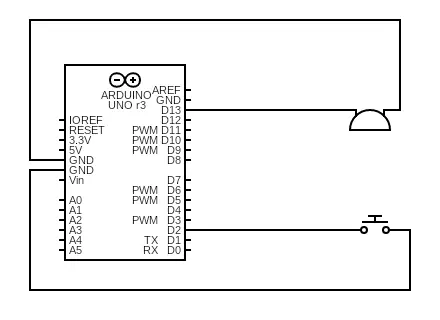 ARDUINO
UNO r3
AREF
GND
D13
IOREF D12
RESET PWM D11
3.3V PWM D10
5V PWM D9
GND D8
GND
Vin D7
PWM D6
A0 PWM D5
A1 D4
A2 PWM D3
A3 D2
A4 TX D1
A5 RX D0